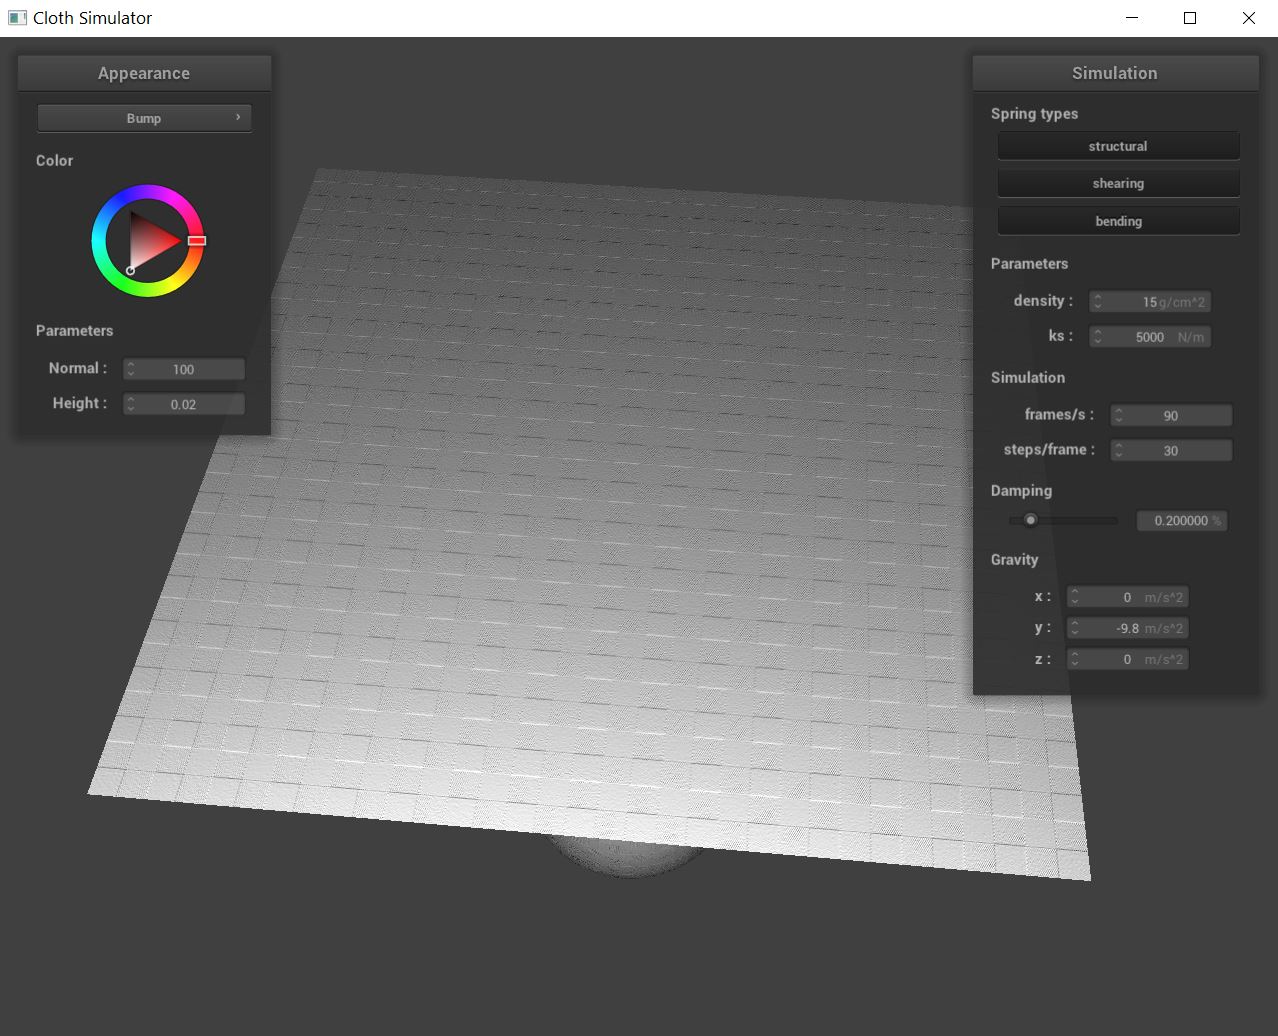 Cloth Simulator
Appearance
Bump
Color
Parameters
Normal : 100
Height : 0.02
Simulation
Spring types
structural
shearing
bending
Parameters
density : 15 g/cm^2
ks : 5000 N/m
Simulation
frames/s : 90
steps/frame : 30
Damping
0.200000 %
Gravity
x : 0 m/s^2
y : -9.8 m/s^2
z : 0 m/s^2